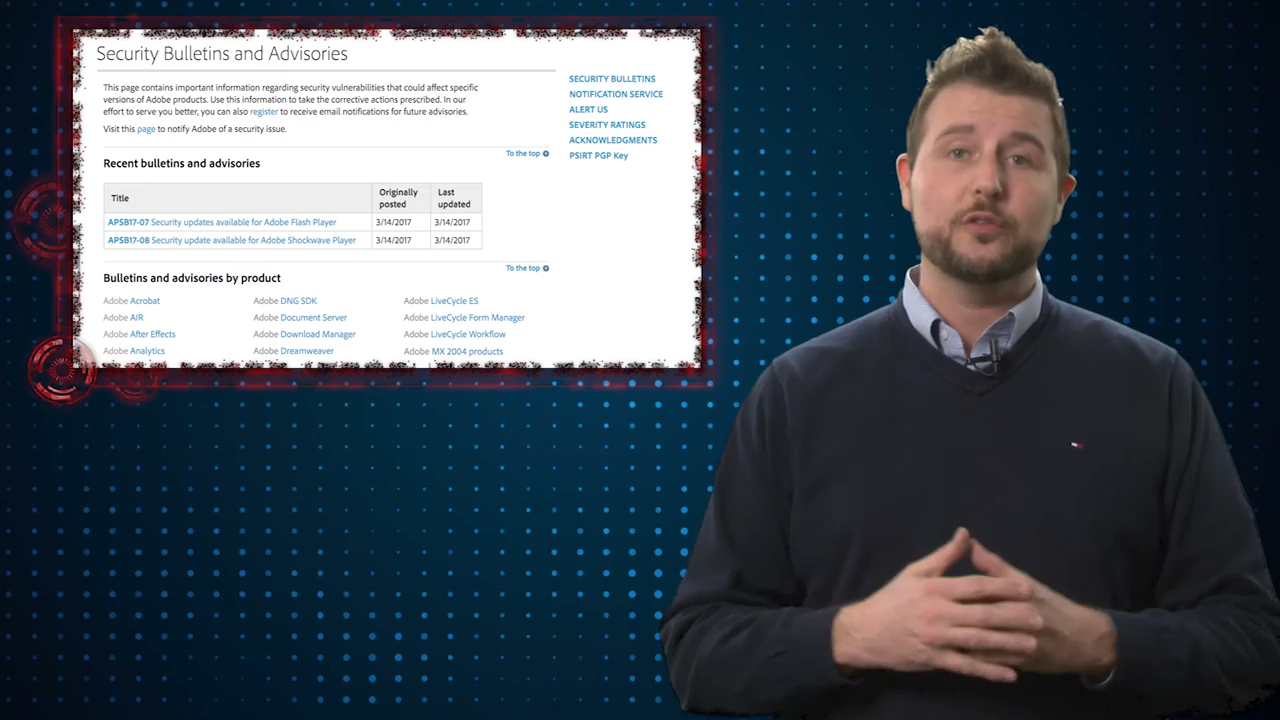 Security Bulletins and Advisories
This page contains important information regarding security vulnerabilities that could affect specific
versions of Adobe products. Use this information to take the corrective actions prescribed. In our
effort to serve you better, you can also register to receive email notifications for future advisories.
Visit this page to notify Adobe of a security issue.
SECURITY BULLETINS
NOTIFICATION SERVICE
ALERT US
SEVERITY RATINGS
ACKNOWLEDGMENTS
PSIRT PGP Key
To the top
Recent bulletins and advisories
Title Originally posted Last updated
APSB17-07 Security updates available for Adobe Flash Player 3/14/2017 3/14/2017
APSB17-08 Security update available for Adobe Shockwave Player 3/14/2017 3/14/2017
To the top
Bulletins and advisories by product
Adobe Acrobat Adobe DNG SDK Adobe LiveCycle ES
Adobe AIR Adobe Document Server Adobe LiveCycle Form Manager
Adobe After Effects Adobe Download Manager Adobe LiveCycle Workflow
Adobe Analytics Adobe Dreamweaver Adobe MX 2004 products